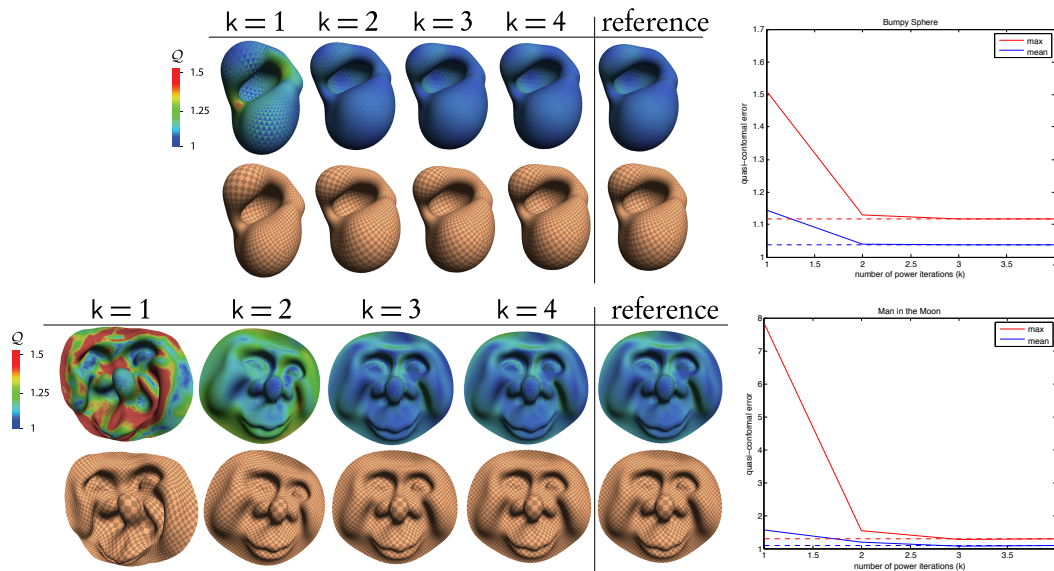 k = 1 k = 2 k = 3 k = 4 reference
Q
1.5
1.25
1
Bumpy Sphere
1.7
1.6
1.5
1.4
1.3
1.2
1.1
1
quasi−conformal error
max
mean
1 1.5 2 2.5 3 3.5
number of power iterations (k)
k = 1 k = 2 k = 3 k = 4 reference
Q
1.5
1.25
1
Man in the Moon
8
7
6
5
4
3
2
1
quasi−conformal error
max
mean
1 1.5 2 2.5 3 3.5
number of power iterations (k)